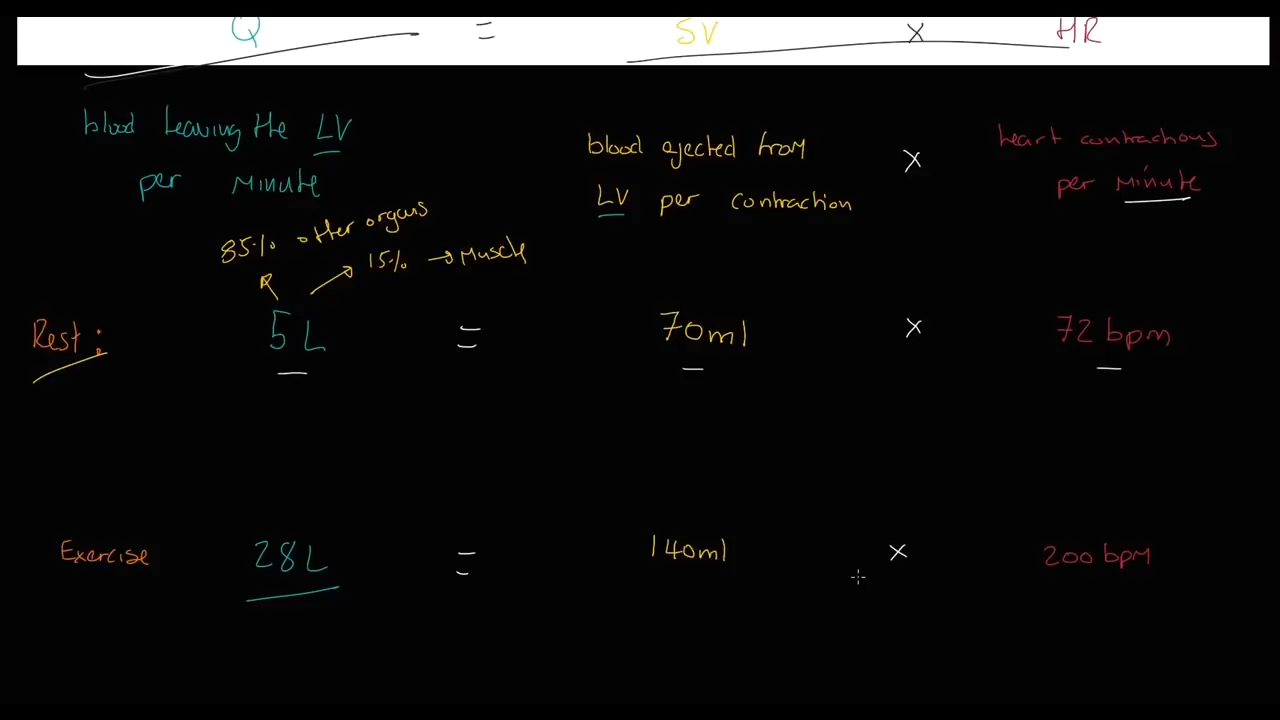 Q = SV × HR
blood leaving the LV
per minute
blood ejected from
LV per contraction
×
heart contractions
per minute
85% other organs
15% → Muscle
Rest: 5L = 70ml × 72 bpm
Exercise 28L = 140ml × 200 bpm